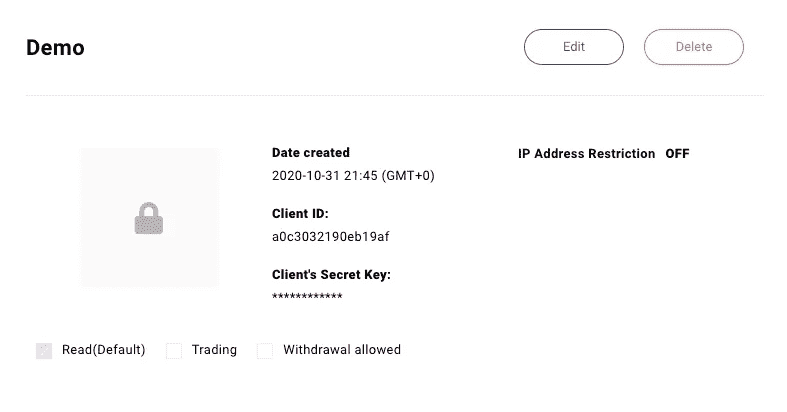 Demo
Edit
Delete
Date created
2020-10-31 21:45 (GMT+0)
IP Address Restriction OFF
Client ID:
a0c3032190eb19af
Client's Secret Key:
************
Read(Default) Trading Withdrawal allowed